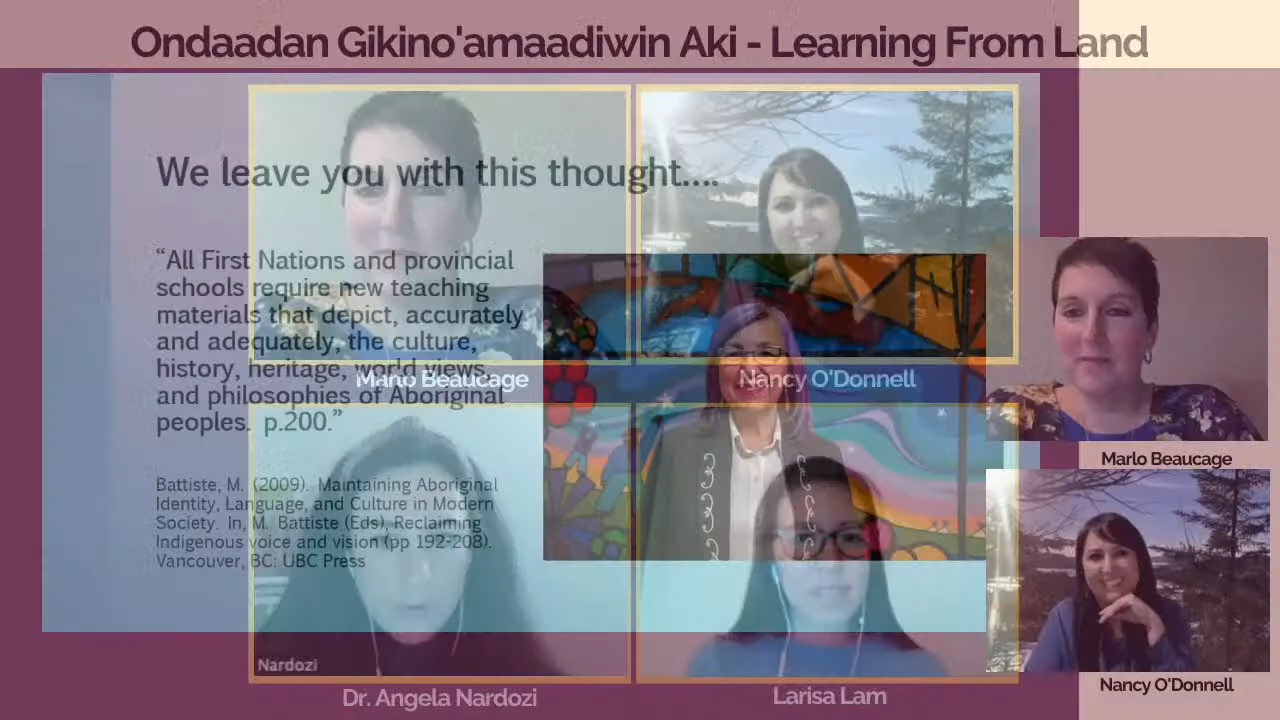 Ondaadan Gikino'amaadiwin Aki - Learning From Land
We leave you with this thought....
“All First Nations and provincial
schools require new teaching
materials that depict, accurately
and adequately, the culture,
history, heritage, world views,
and philosophies of Aboriginal
peoples. p.200.”
Battiste, M. (2009). Maintaining Aboriginal
Identity, Language, and Culture in Modern
Society. In, M. Battiste (Eds), Reclaiming
Indigenous voice and vision (pp 192-208).
Vancouver, BC: UBC Press
Marlo Beaucage
Nancy O'Donnell
Nardozi
Dr. Angela Nardozi
Larisa Lam
Marlo Beaucage
Nancy O'Donnell